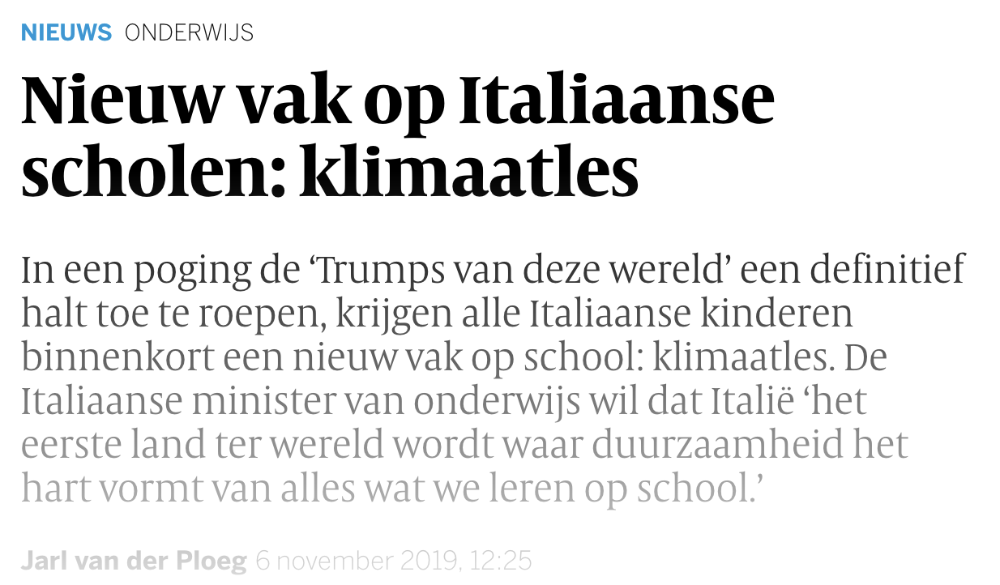 NIEUWS ONDERWIJS
Nieuw vak op Italiaanse
scholen: klimaatles
In een poging de ‘Trumps van deze wereld’ een definitief
halt toe te roepen, krijgen alle Italiaanse kinderen
binnenkort een nieuw vak op school: klimaatles. De
Italiaanse minister van onderwijs wil dat Italië ‘het
eerste land ter wereld wordt waar duurzaamheid het
hart vormt van alles wat we leren op school.’
Jarl van der Ploeg 6 november 2019, 12:25